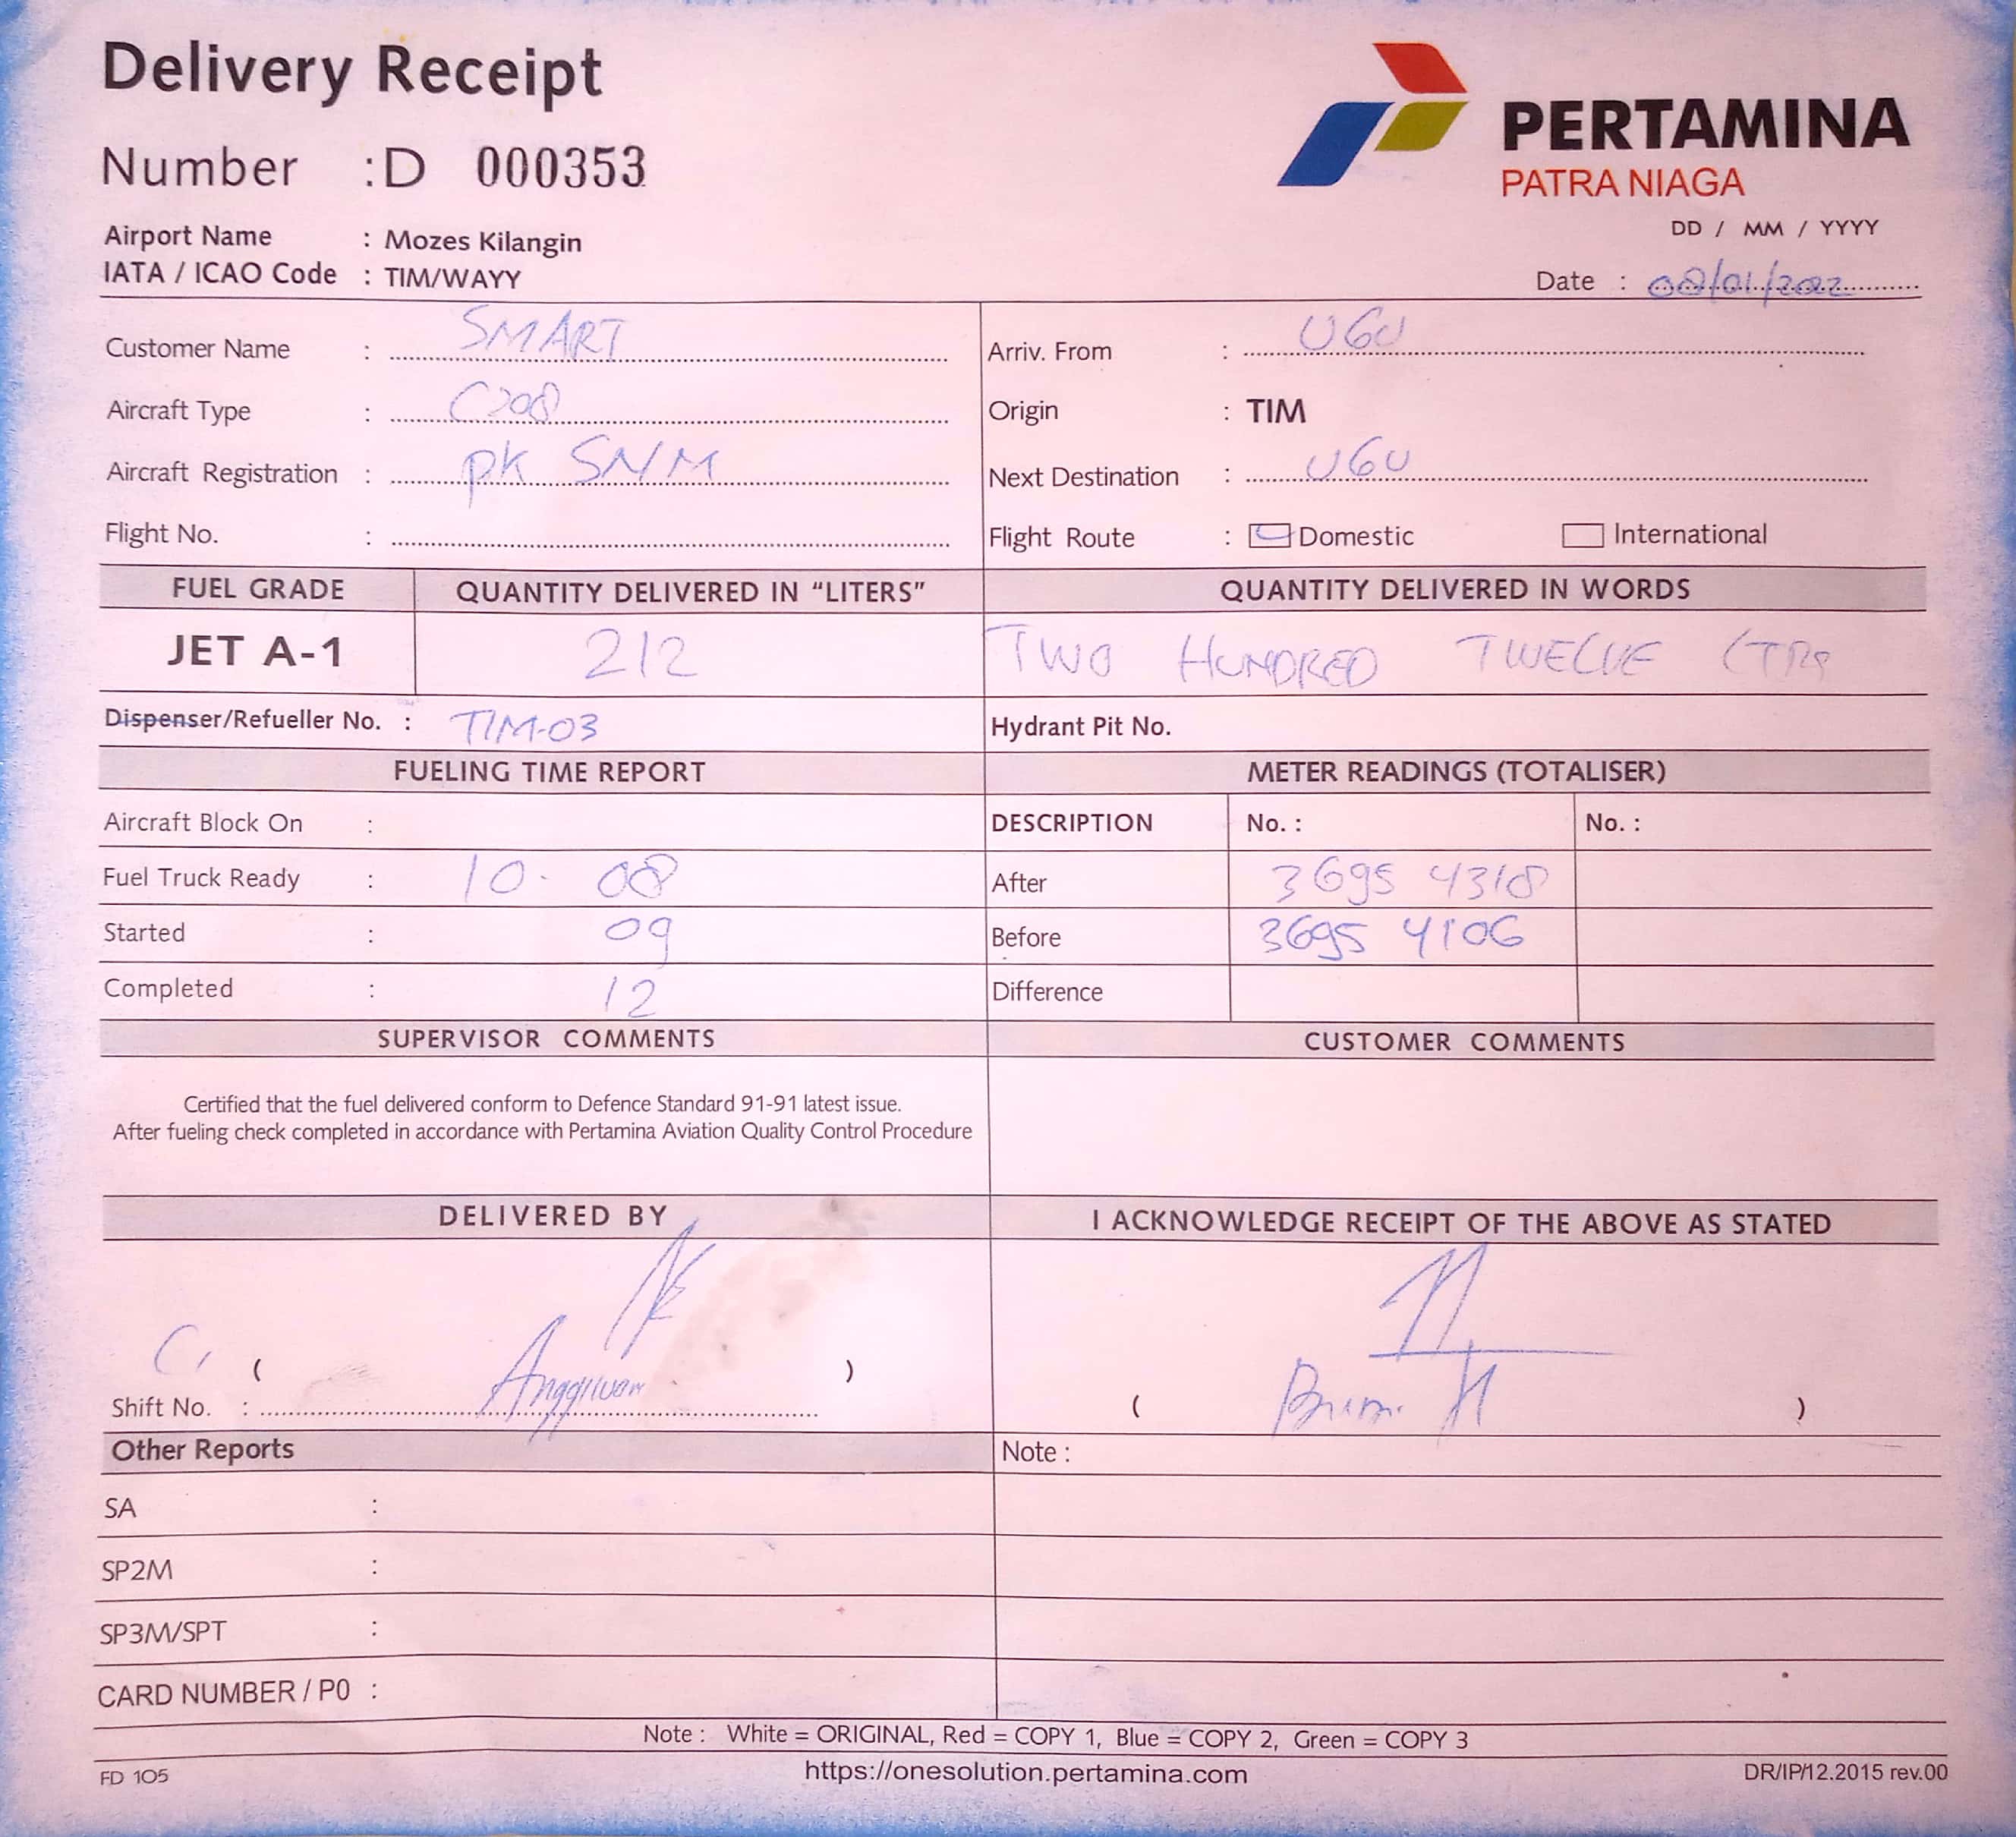 Delivery Receipt
Number : D 000353
PERTAMINA
PATRA NIAGA
Airport Name : Mozes Kilangin
IATA / ICAO Code : TIM/WAYY
DD / MM / YYYY
Date : 08/01/2022
Customer Name : SMART
Arriv. From : UGU
Aircraft Type : C208
Origin : TIM
Aircraft Registration : PK SNM
Next Destination : UGU
Flight No. :
Flight Route : Domestic International
FUEL GRADE QUANTITY DELIVERED IN “LITERS” QUANTITY DELIVERED IN WORDS
JET A-1 212 TWO HUNDRED TWELVE LTRS
Dispenser/Refueller No. : TIM-03 Hydrant Pit No.
FUELING TIME REPORT METER READINGS (TOTALISER)
Aircraft Block On : DESCRIPTION No. : No. :
Fuel Truck Ready : 10. 08 After 3695 4318
Started : 09 Before 3695 4106
Completed : 12 Difference
SUPERVISOR COMMENTS CUSTOMER COMMENTS
Certified that the fuel delivered conform to Defence Standard 91-91 latest issue.
After fueling check completed in accordance with Pertamina Aviation Quality Control Procedure
DELIVERED BY I ACKNOWLEDGE RECEIPT OF THE ABOVE AS STATED
( )
Shift No. :
( )
Other Reports Note :
SA :
SP2M :
SP3M/SPT :
CARD NUMBER / P0 :
Note : White = ORIGINAL, Red = COPY 1, Blue = COPY 2, Green = COPY 3
FD 105 https://onesolution.pertamina.com DR/IP/12.2015 rev.00